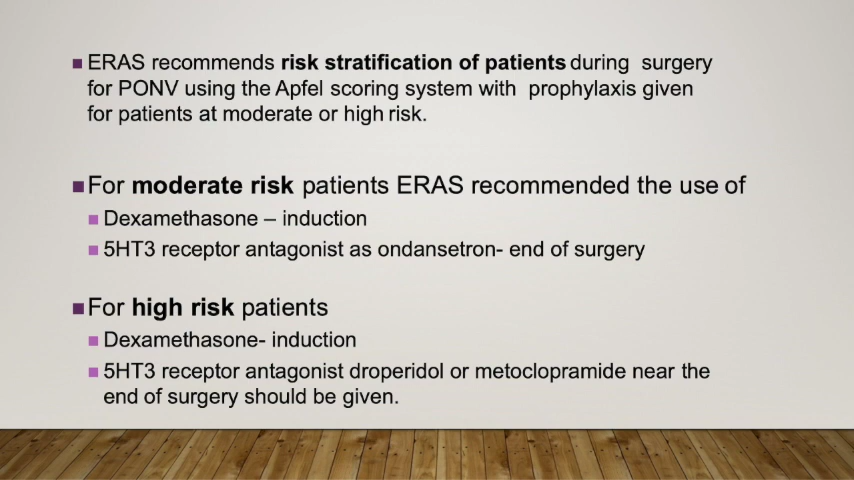 ERAS recommends risk stratification of patients during surgery
for PONV using the Apfel scoring system with prophylaxis given
for patients at moderate or high risk.
For moderate risk patients ERAS recommended the use of
Dexamethasone – induction
5HT3 receptor antagonist as ondansetron- end of surgery
For high risk patients
Dexamethasone- induction
5HT3 receptor antagonist droperidol or metoclopramide near the
end of surgery should be given.